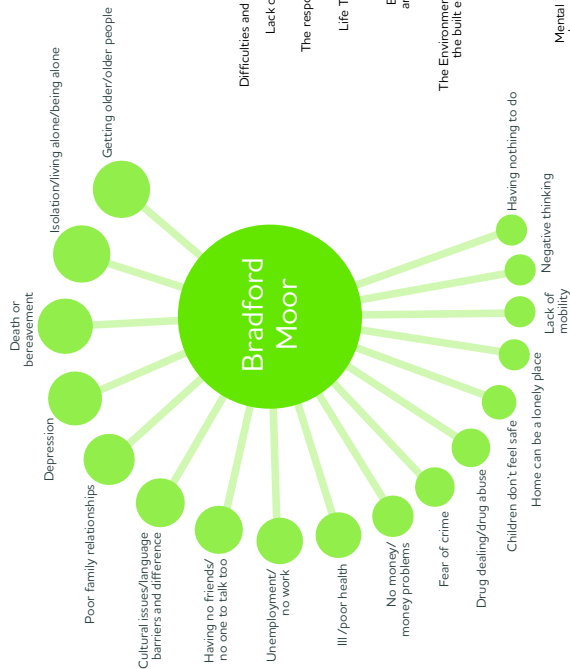 Getting older/older people
Isolation/living alone/being alone
Death or
bereavement
Depression
Poor family relationships
Cultural issues/language
barriers and difference
Having no friends/
no one to talk too
Unemployment/
no work
Ill /poor health
No money/
money problems
Fear of crime
Drug dealing/drug abuse
Children don't feel safe
Home can be a lonely place
Lack of
mobility
Negative thinking
Having nothing to do
Bradford
Moor
Difficulties and
Lack
The
Life
The Environmen
the built
Mental